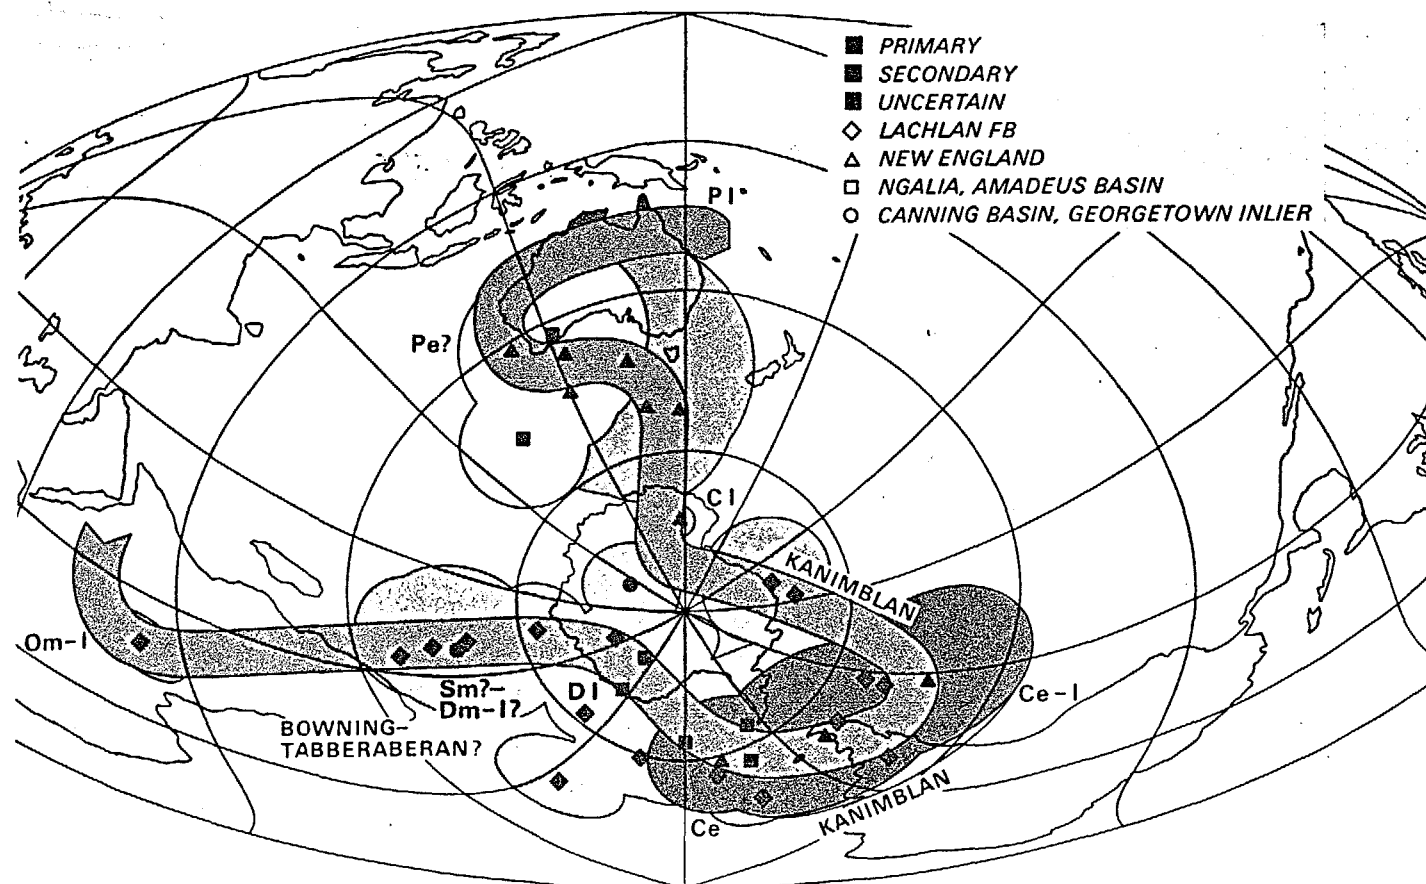 PRIMARY
SECONDARY
UNCERTAIN
LACHLAN FB
NEW ENGLAND
NGALIA, AMADEUS BASIN
CANNING BASIN, GEORGETOWN INLIER
Pl
Pe?
Cl
KANIMBLAN
Om-l
Sm?-
Dm-l?
Dl
Ce-l
BOWNING-
TABBERABERAN?
KANIMBLAN
Ce